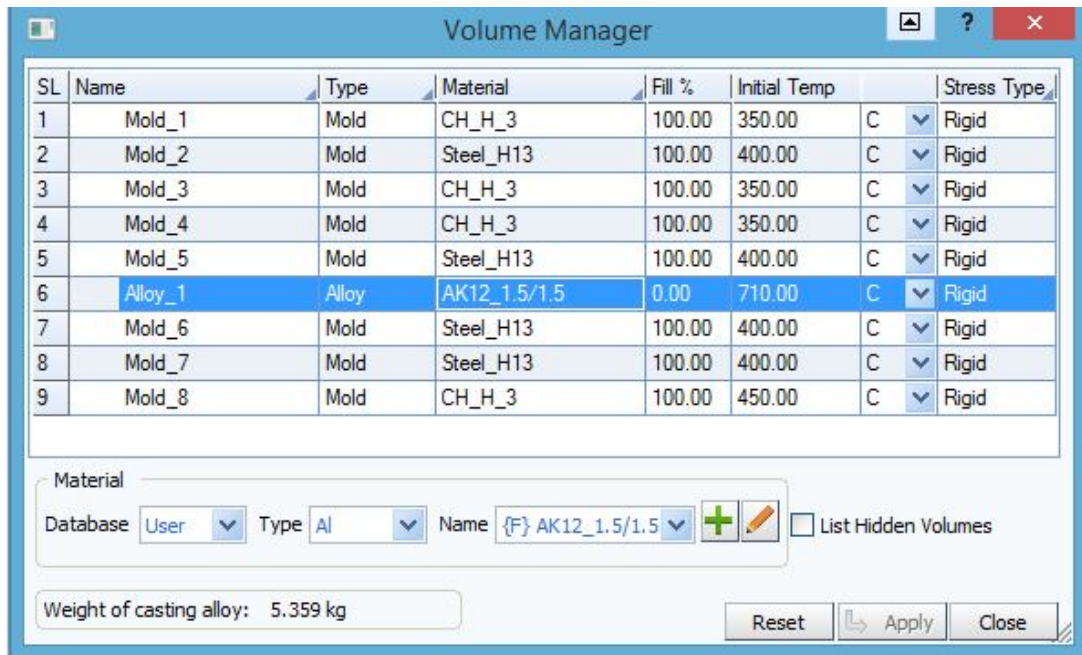 Volume Manager ?
SL Name Type Material Fill % Initial Temp Stress Type
1 Mold_1 Mold CH_H_3 100.00 350.00 C Rigid
2 Mold_2 Mold Steel_H13 100.00 400.00 C Rigid
3 Mold_3 Mold CH_H_3 100.00 350.00 C Rigid
4 Mold_4 Mold CH_H_3 100.00 350.00 C Rigid
5 Mold_5 Mold Steel_H13 100.00 400.00 C Rigid
6 Alloy_1 Alloy AK12_1.5/1.5 0.00 710.00 C Rigid
7 Mold_6 Mold Steel_H13 100.00 400.00 C Rigid
8 Mold_7 Mold Steel_H13 100.00 400.00 C Rigid
9 Mold_8 Mold CH_H_3 100.00 450.00 C Rigid
Material
Database User Type Al Name {F} AK12_1.5/1.5 List Hidden Volumes
Weight of casting alloy: 5.359 kg
Reset Apply Close